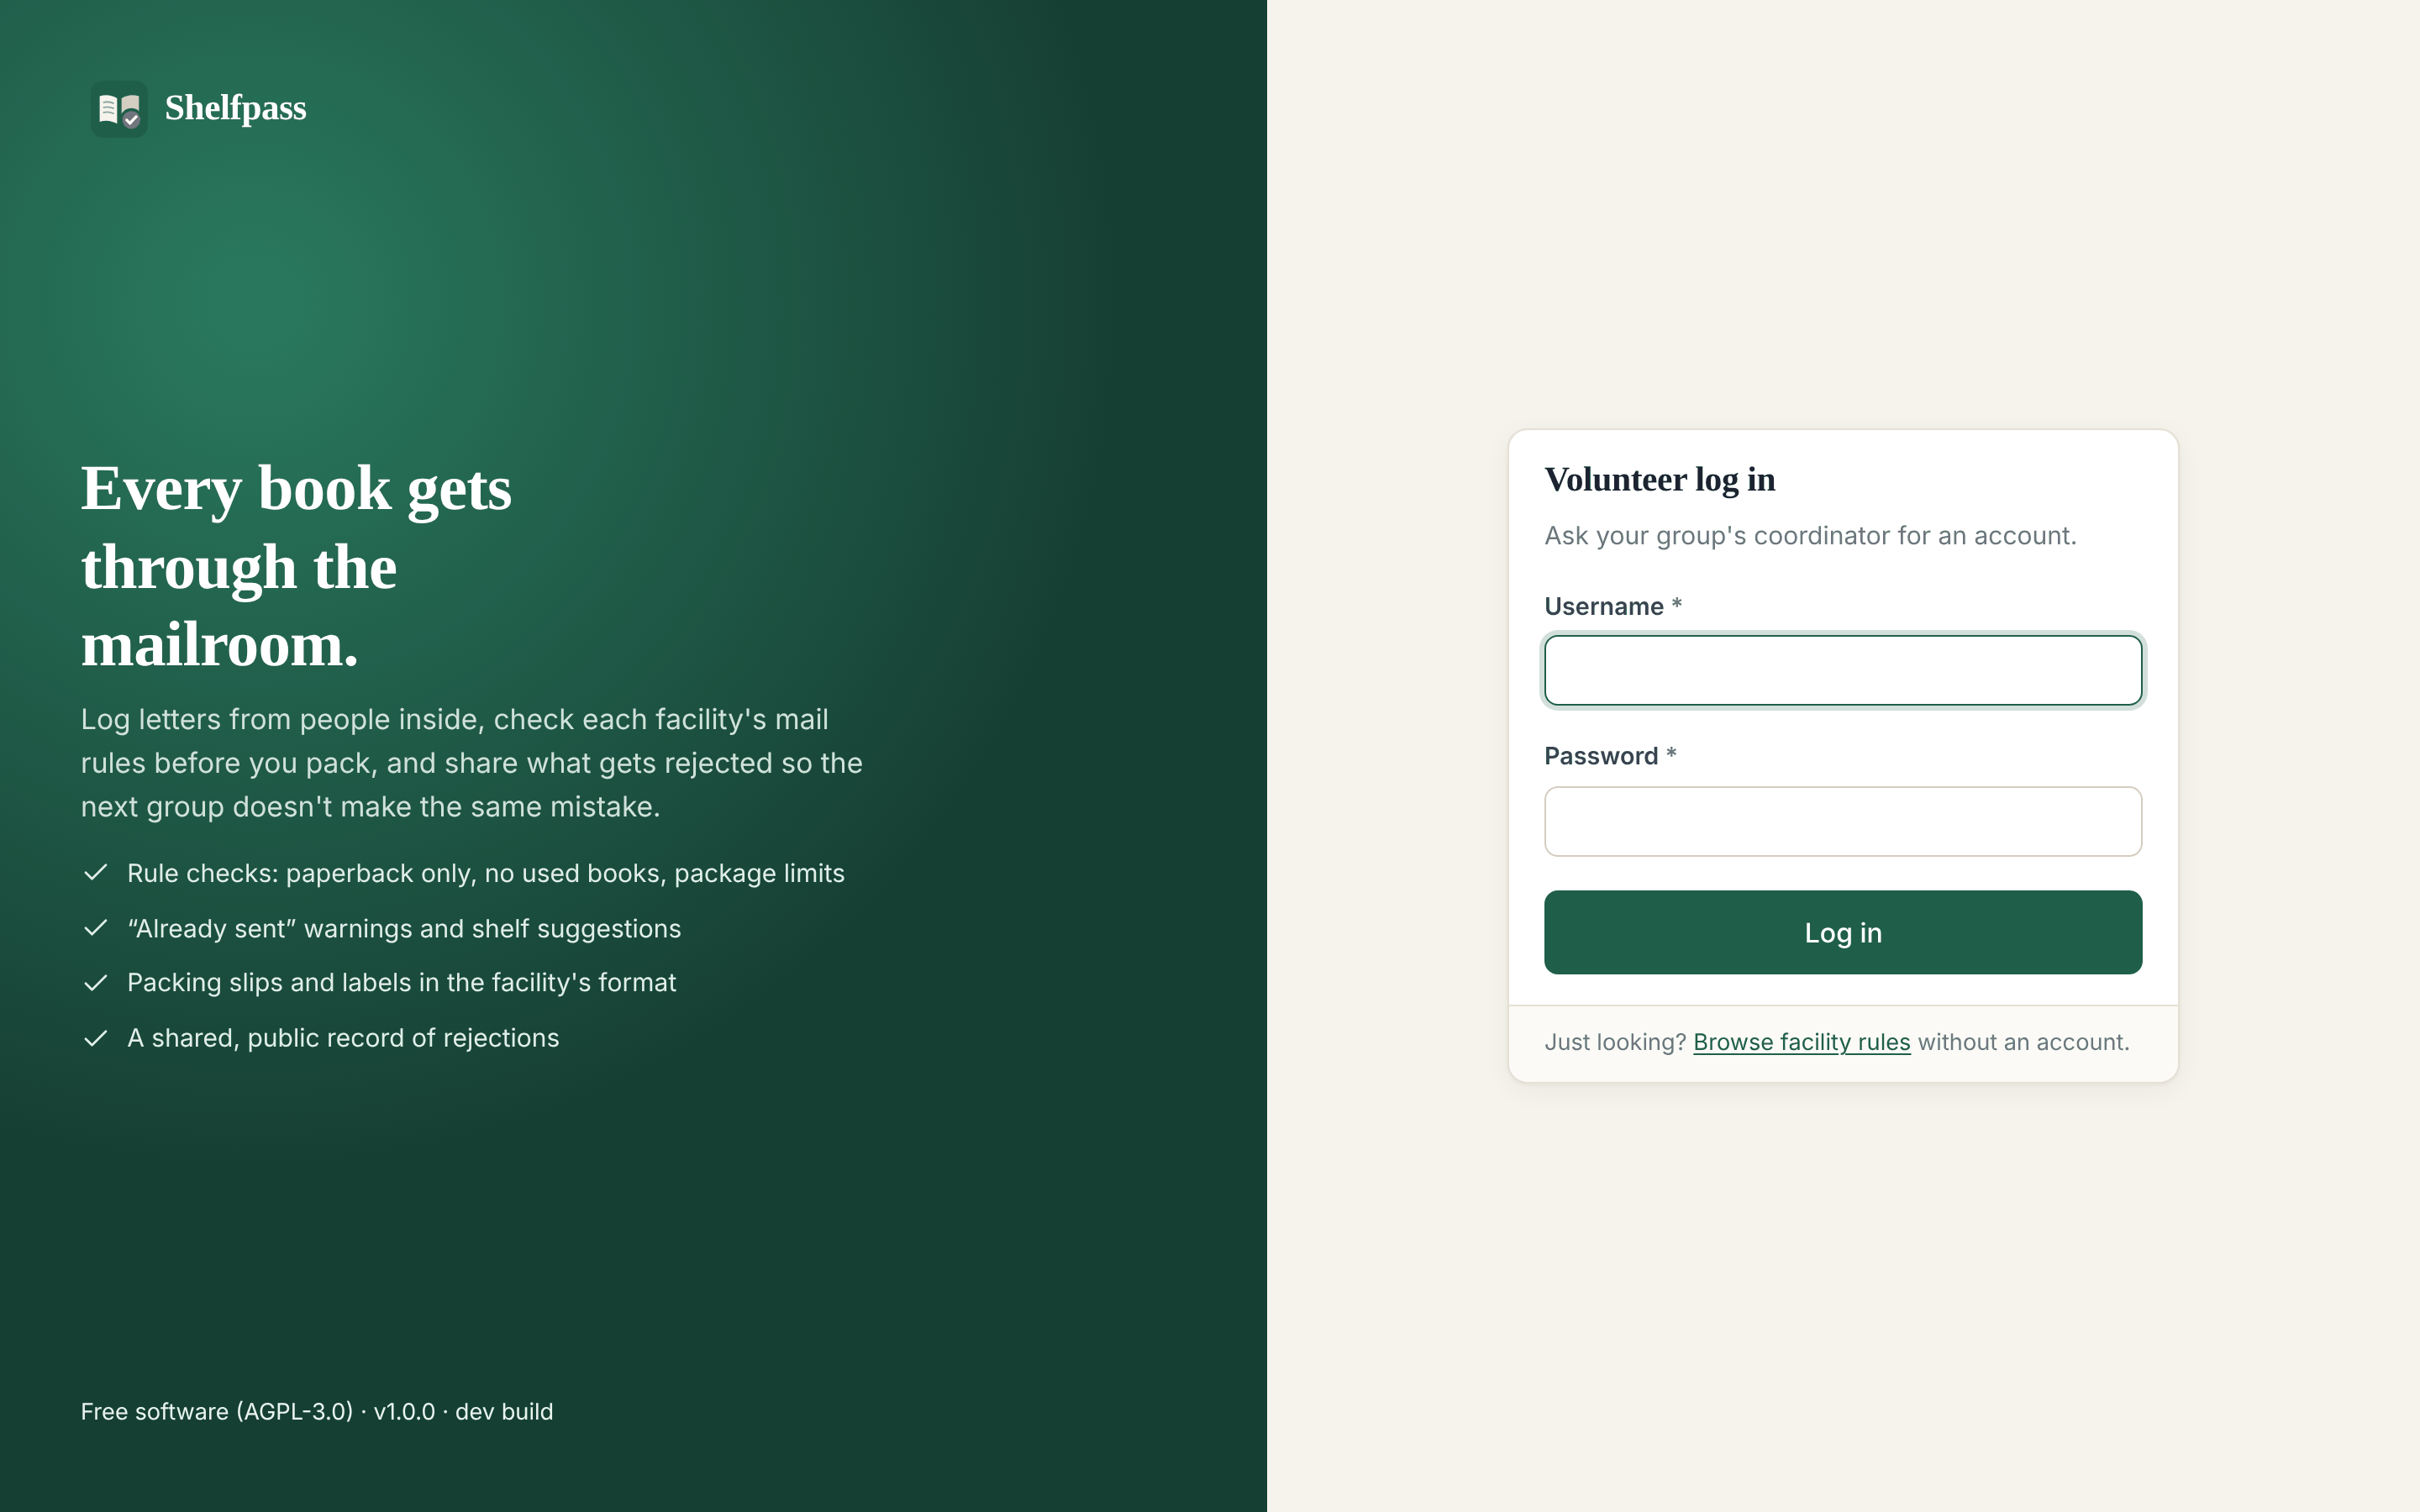 Shelfpass
Every book gets
through the
mailroom.
Log letters from people inside, check each facility's mail
rules before you pack, and share what gets rejected so the
next group doesn't make the same mistake.
Rule checks: paperback only, no used books, package limits
“Already sent” warnings and shelf suggestions
Packing slips and labels in the facility's format
A shared, public record of rejections
Free software (AGPL-3.0) · v1.0.0 · dev build
Volunteer log in
Ask your group's coordinator for an account.
Username *
Password *
Log in
Just looking? Browse facility rules without an account.